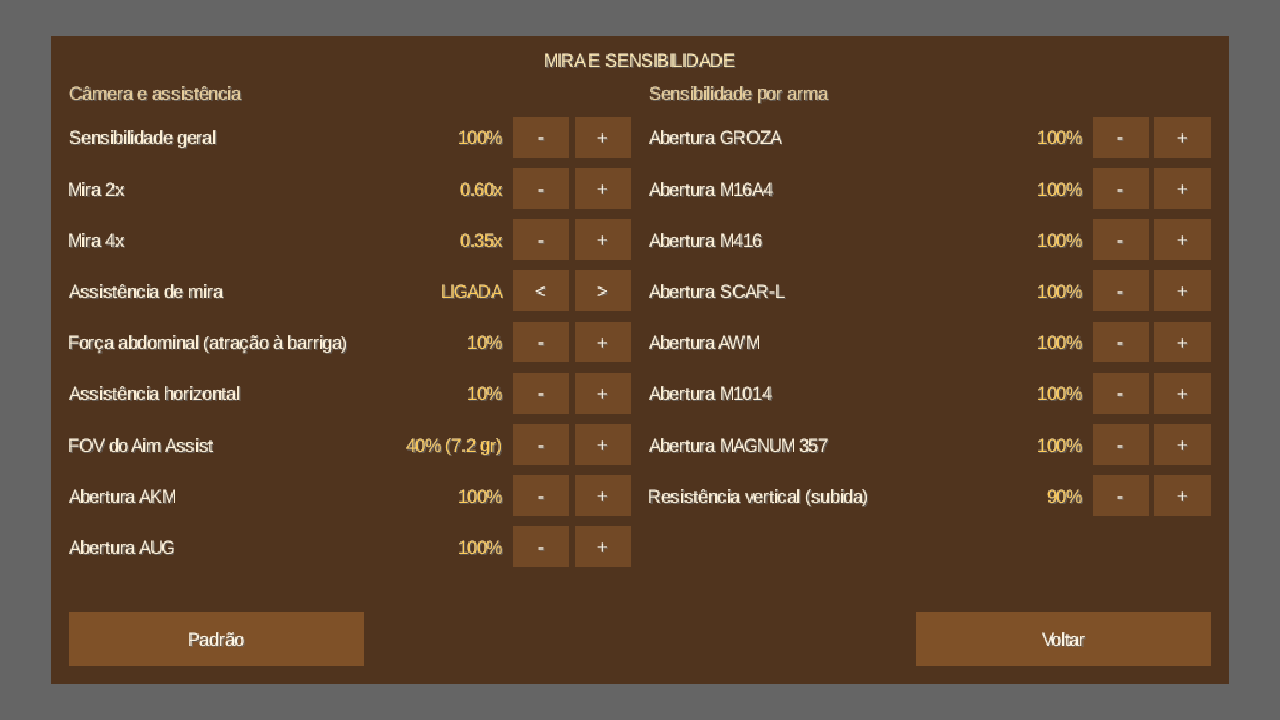 MIRA E SENSIBILIDADE
Câmera e assistência
Sensibilidade geral 100% - +
Mira 2x 0.60x - +
Mira 4x 0.35x - +
Assistência de mira LIGADA < >
Força abdominal (atração à barriga) 10% - +
Assistência horizontal 10% - +
FOV do Aim Assist 40% (7.2 gr) - +
Abertura AKM 100% - +
Abertura AUG 100% - +
Sensibilidade por arma
Abertura GROZA 100% - +
Abertura M16A4 100% - +
Abertura M416 100% - +
Abertura SCAR-L 100% - +
Abertura AWM 100% - +
Abertura M1014 100% - +
Abertura MAGNUM 357 100% - +
Resistência vertical (subida) 90% - +
Padrão
Voltar